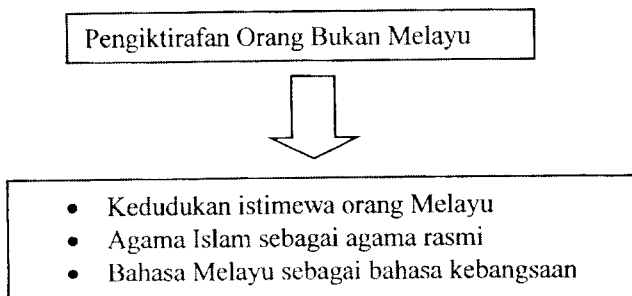 Pengiktirafan Orang Bukan Melayu
• Kedudukan istimewa orang Melayu
• Agama Islam sebagai agama rasmi
• Bahasa Melayu sebagai bahasa kebangsaan